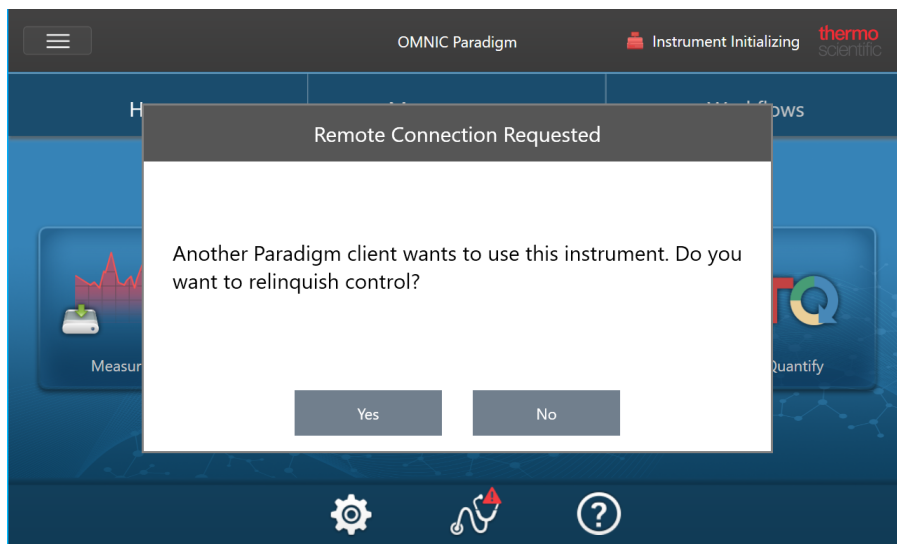 OMNIC Paradigm
Instrument Initializing
thermo
scientific
Remote Connection Requested
Another Paradigm client wants to use this instrument. Do you
want to relinquish control?
Yes
No